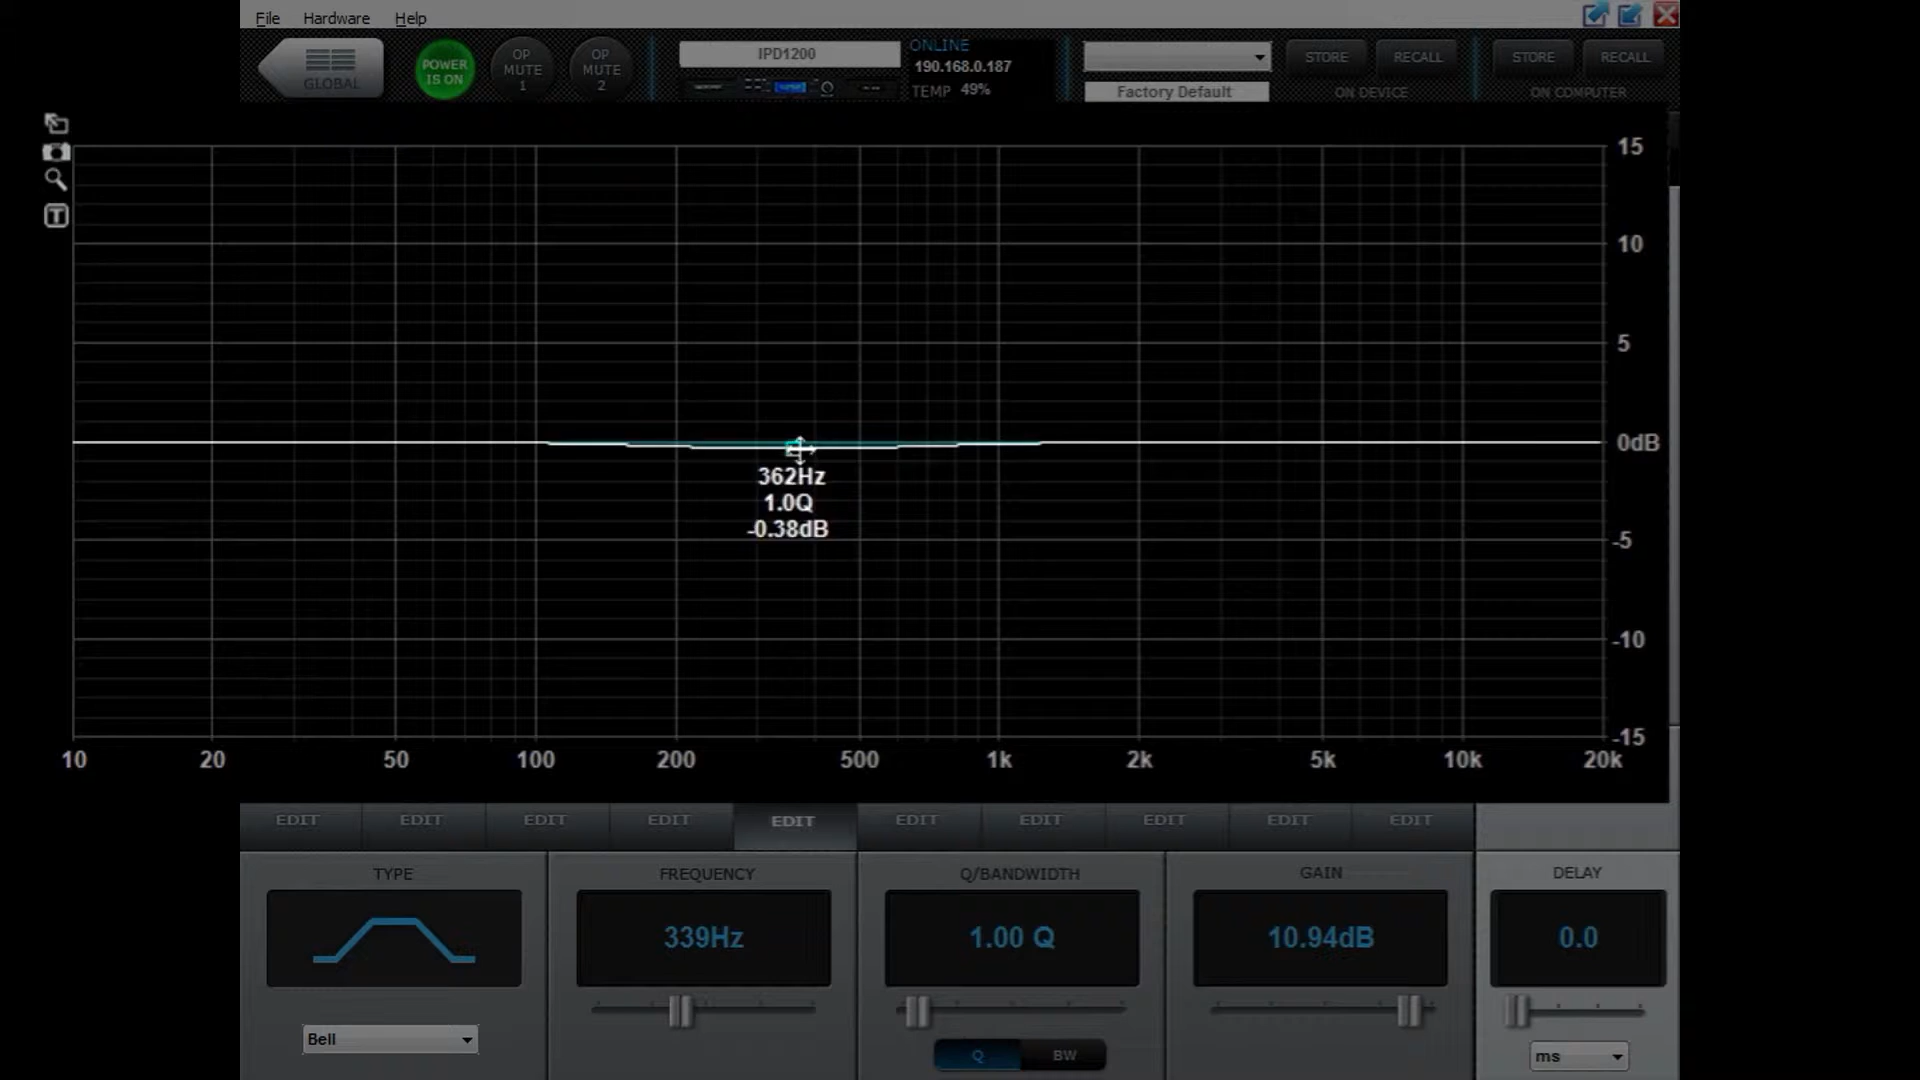 File Hardware Help
GLOBAL
POWER
IS ON
OP
MUTE
1
OP
MUTE
2
IPD1200
ONLINE
190.168.0.187
TEMP 49%
Factory Default
STORE RECALL
ON DEVICE
STORE RECALL
ON COMPUTER
T
15
10
5
0dB
-5
-10
-15
362Hz
1.0Q
-0.38dB
10 20 50 100 200 500 1k 2k 5k 10k 20k
EDIT EDIT EDIT EDIT EDIT EDIT EDIT EDIT EDIT EDIT
TYPE
Bell
FREQUENCY
339Hz
Q/BANDWIDTH
1.00 Q
Q BW
GAIN
10.94dB
DELAY
0.0
ms